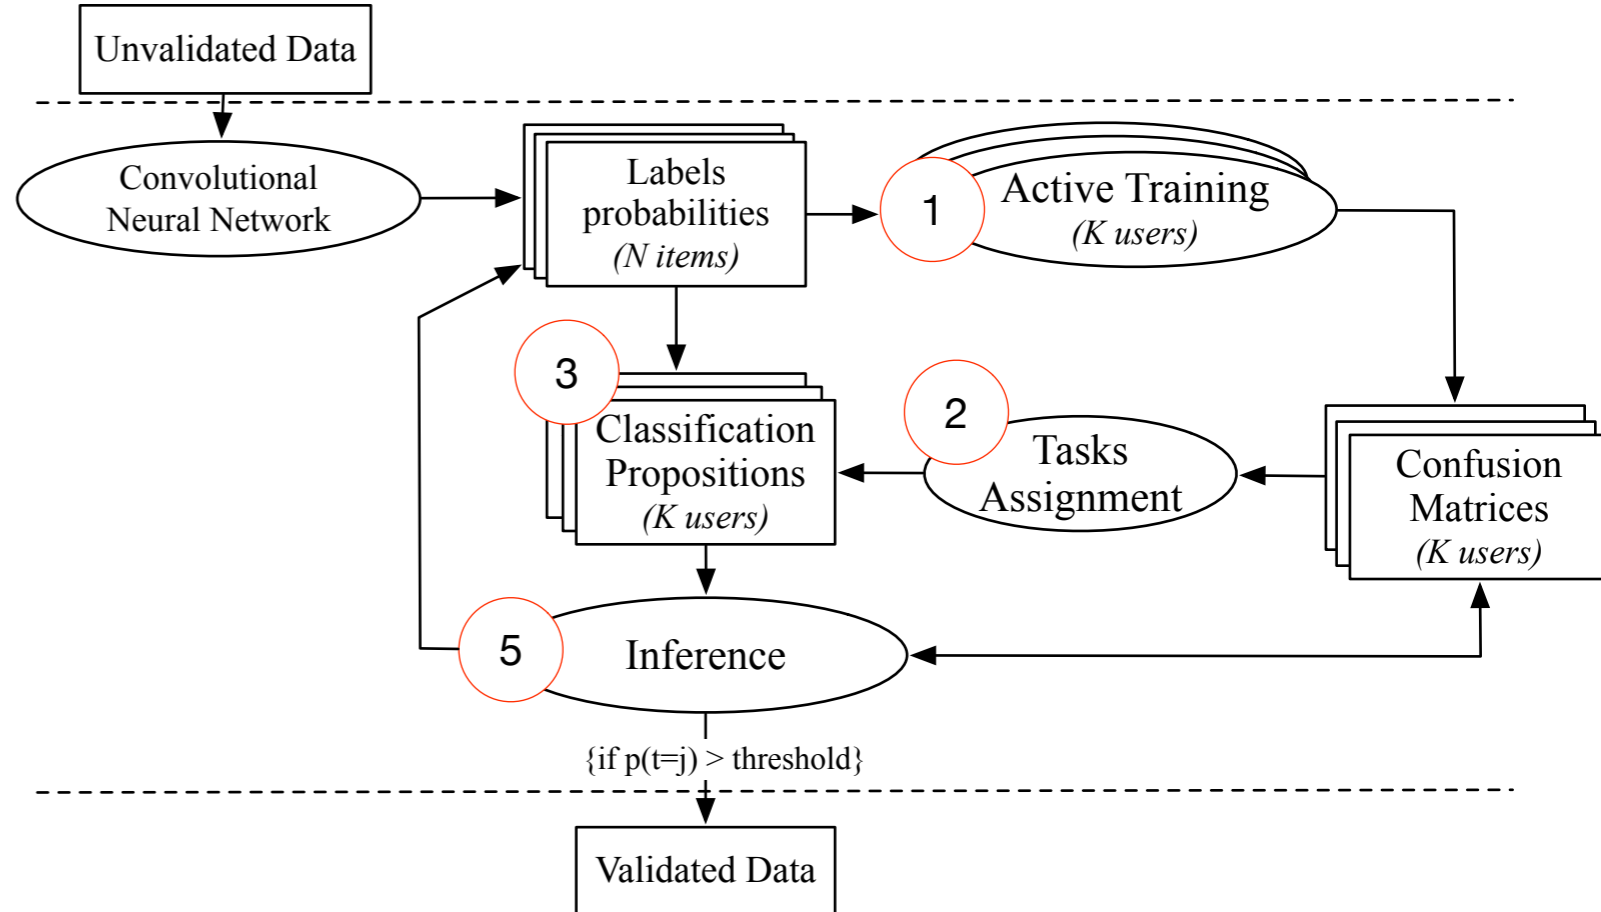 Unvalidated Data
Convolutional
Neural Network
Labels
probabilities
(N items)
1
Active Training
(K users)
3
Classification
Propositions
(K users)
2
Tasks
Assignment
Confusion
Matrices
(K users)
5
Inference
{if p(t=j) > threshold}
Validated Data